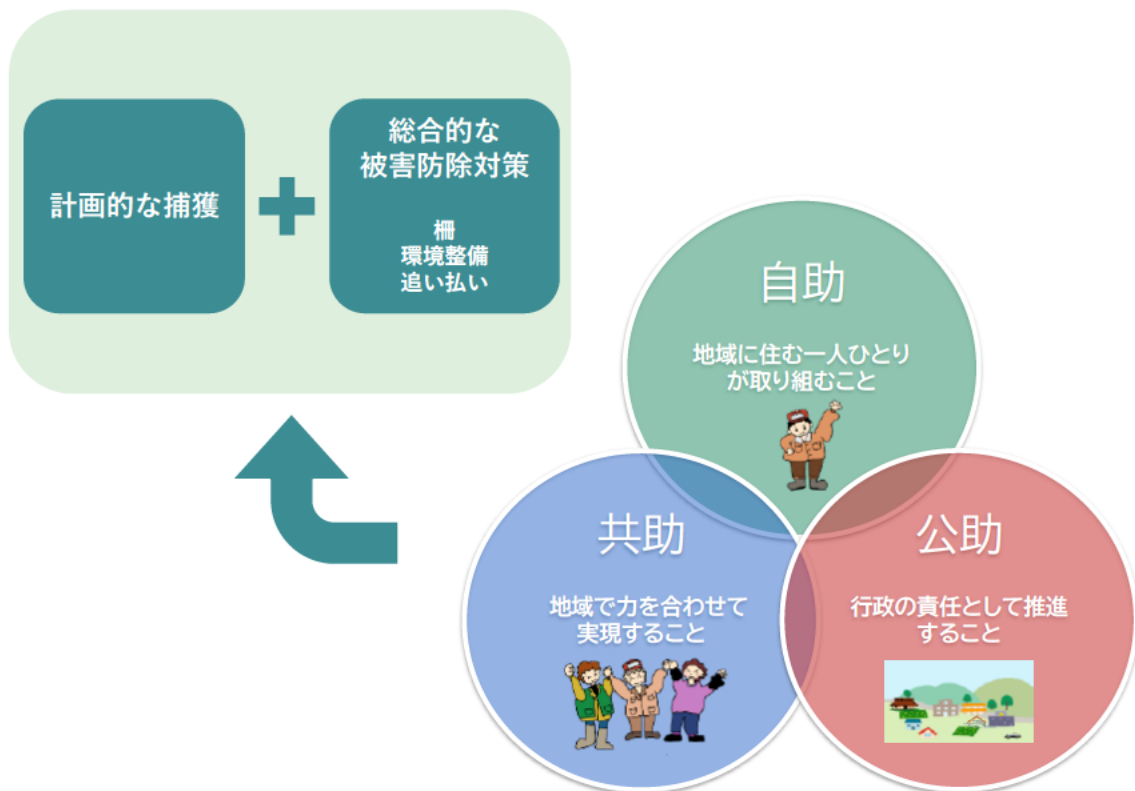 計画的な捕獲
総合的な
被害防除対策
柵
環境整備
追い払い
自助
地域に住む一人ひとり
が取り組むこと
共助
地域で力を合わせて
実現すること
公助
行政の責任として推進
すること